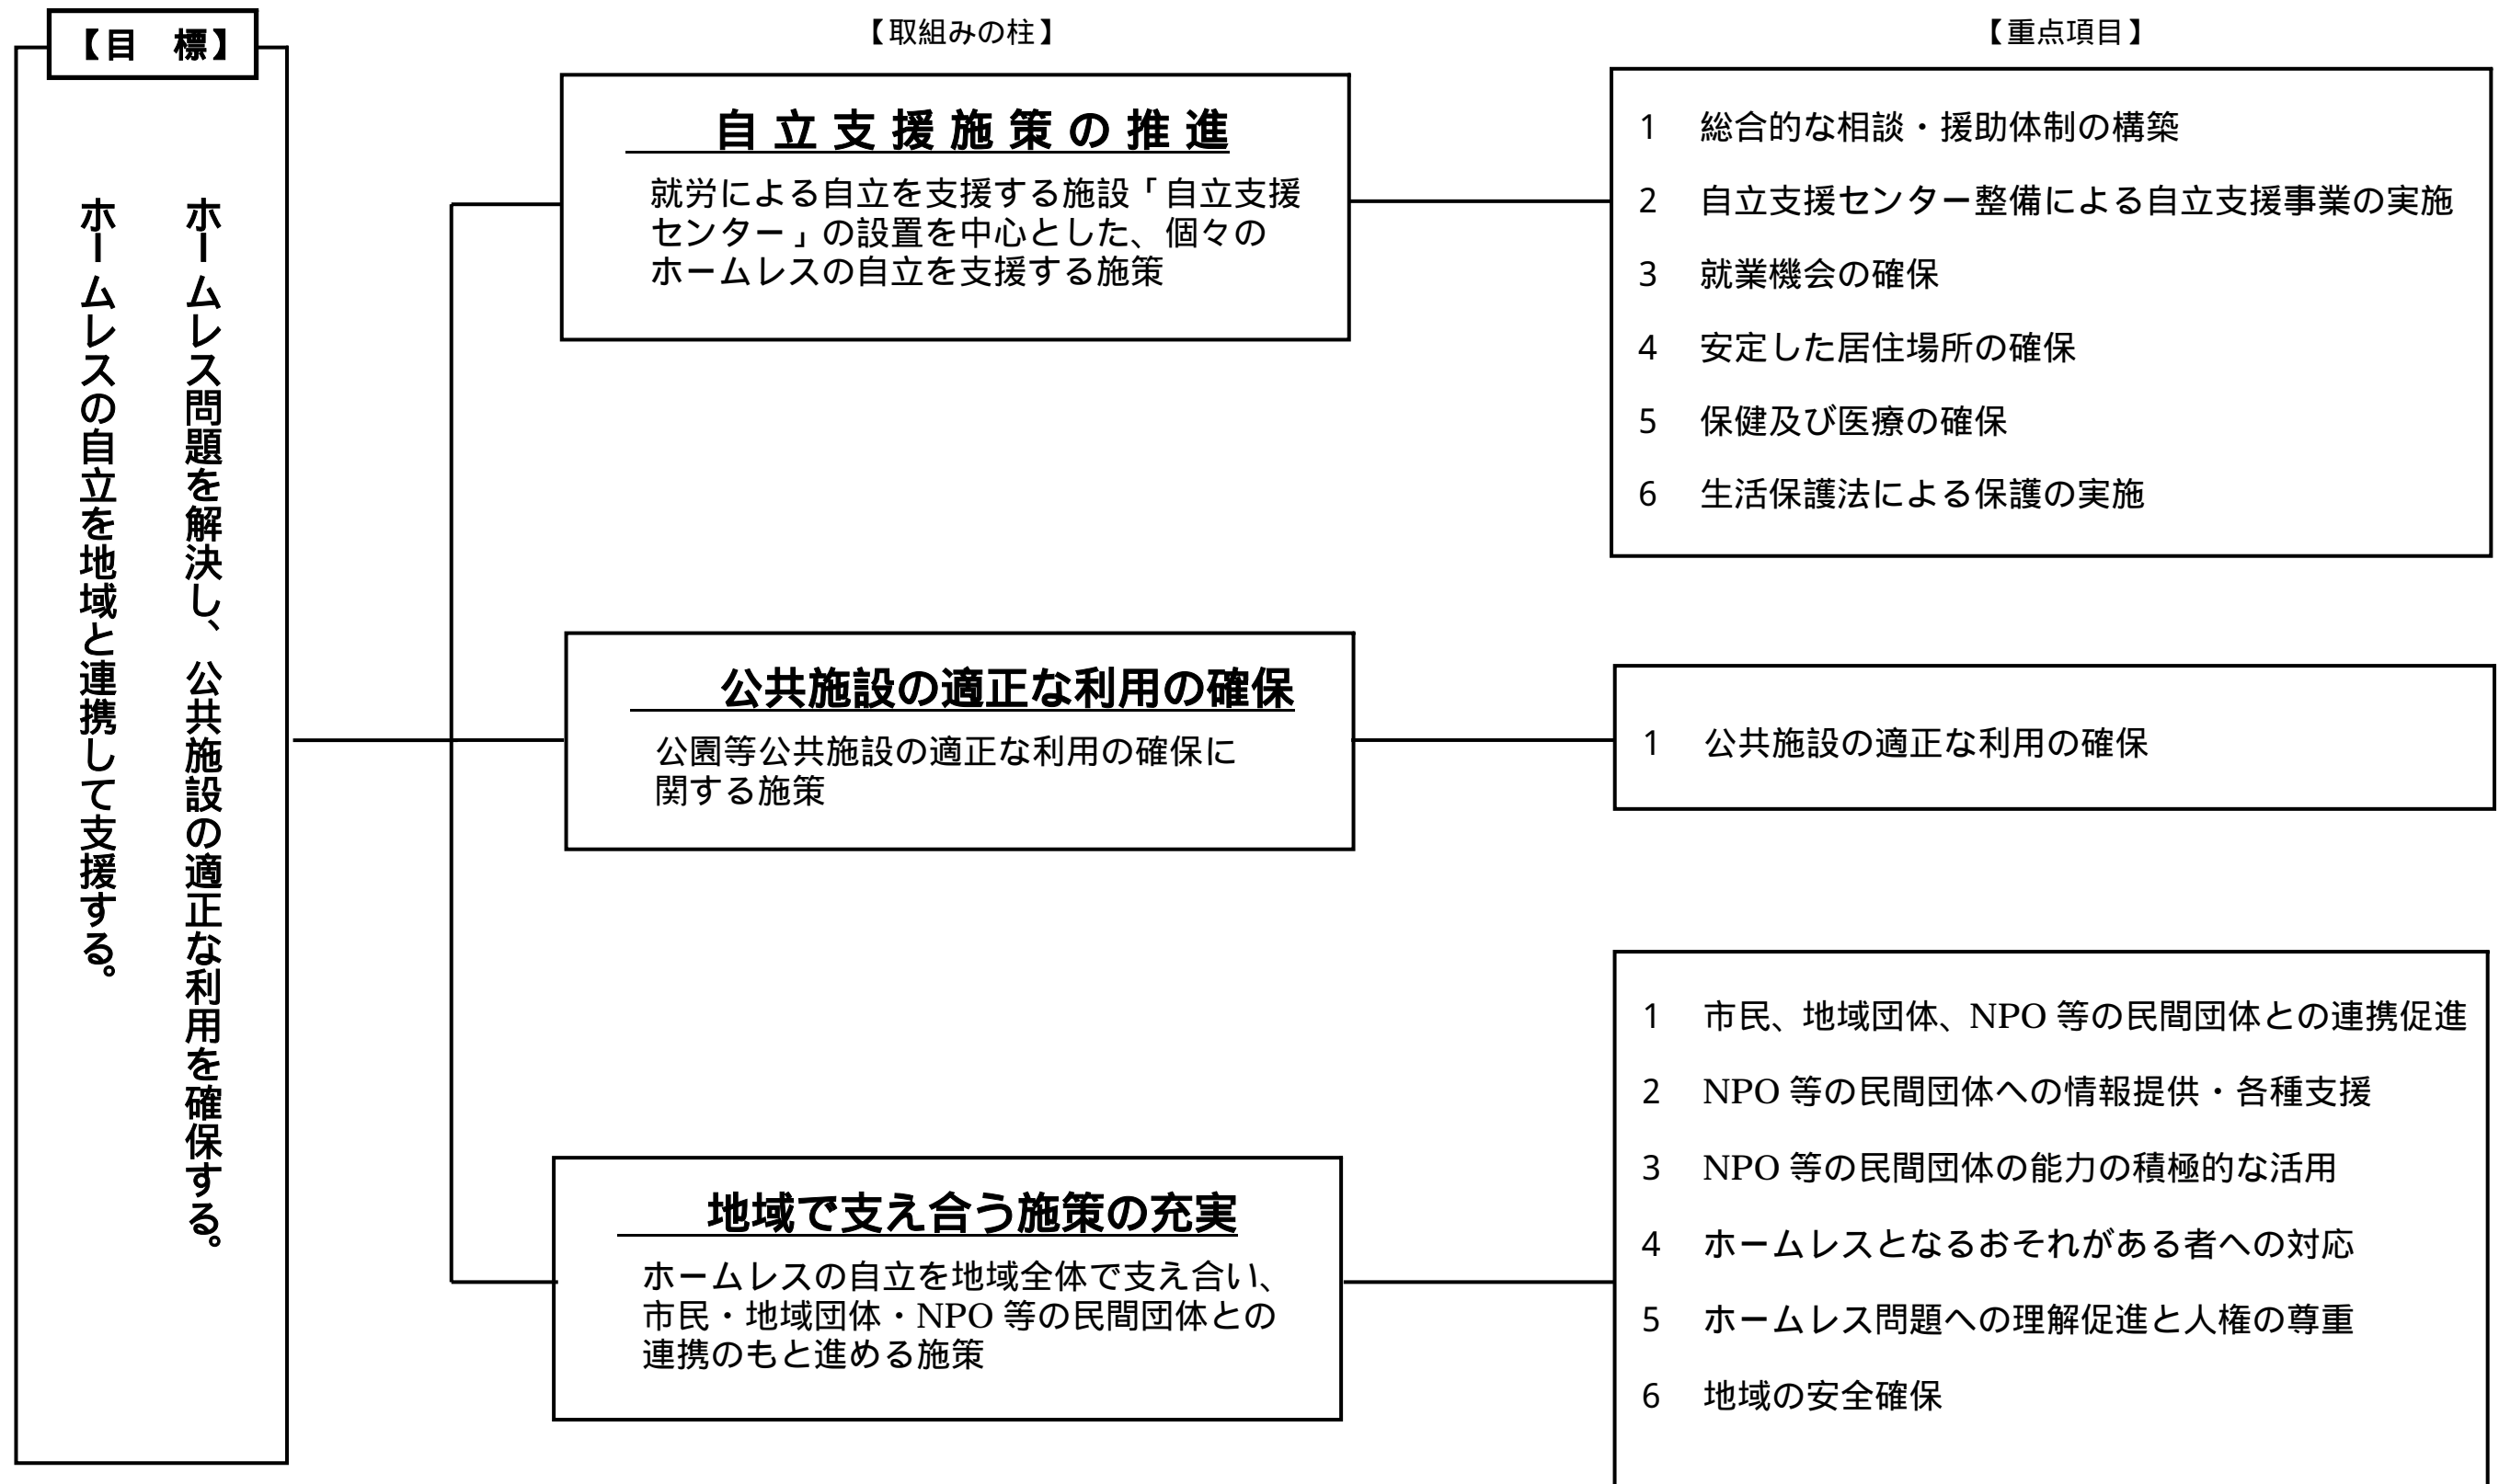 【目　標】
ホームレス問題を解決し、公共施設の適正な利用を確保する。
ホームレスの自立を地域と連携して支援する。
【取組みの柱】
自立支援施策の推進
就労による自立を支援する施設「自立支援
センター」の設置を中心とした、個々の
ホームレスの自立を支援する施策
公共施設の適正な利用の確保
公園等公共施設の適正な利用の確保に
関する施策
地域で支え合う施策の充実
ホームレスの自立を地域全体で支え合い、
市民・地域団体・NPO 等の民間団体との
連携のもと進める施策
【重点項目】
1　総合的な相談・援助体制の構築
2　自立支援センター整備による自立支援事業の実施
3　就業機会の確保
4　安定した居住場所の確保
5　保健及び医療の確保
6　生活保護法による保護の実施
1　公共施設の適正な利用の確保
1　市民、地域団体、NPO 等の民間団体との連携促進
2　NPO 等の民間団体への情報提供・各種支援
3　NPO 等の民間団体の能力の積極的な活用
4　ホームレスとなるおそれがある者への対応
5　ホームレス問題への理解促進と人権の尊重
6　地域の安全確保